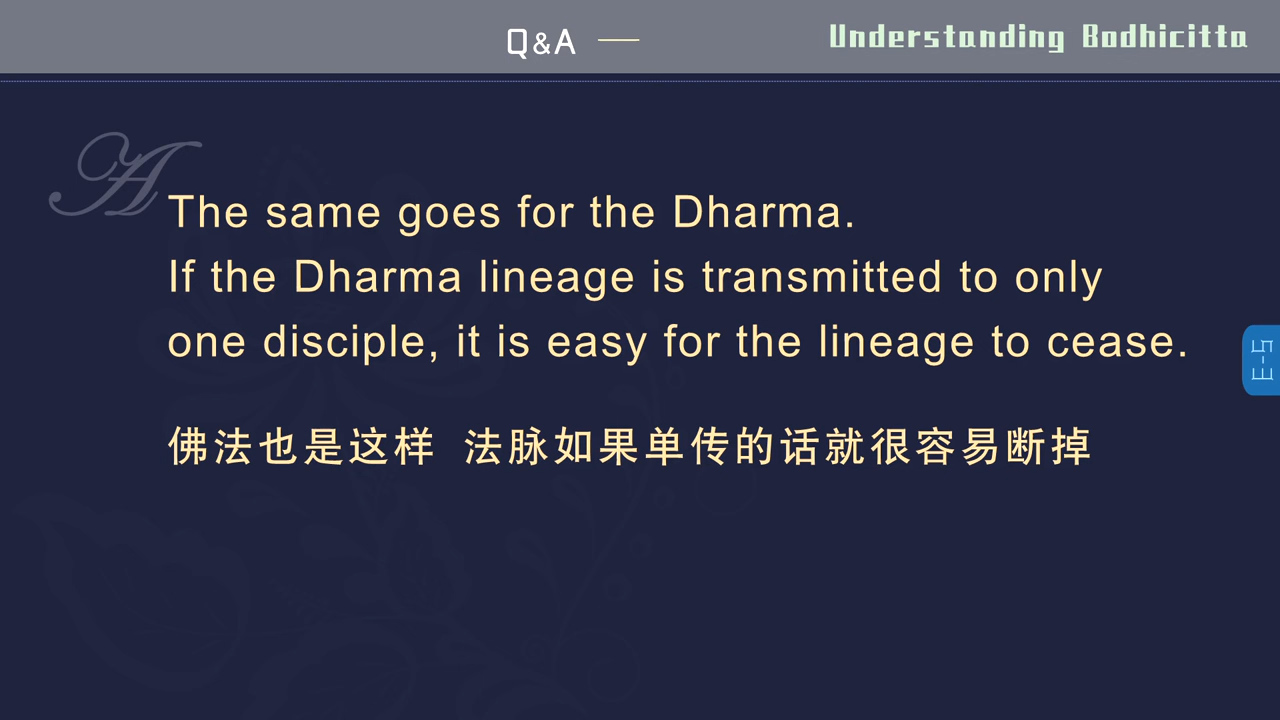 Q&A
Understanding Bodhicitta
A
The same goes for the Dharma.
If the Dharma lineage is transmitted to only
one disciple, it is easy for the lineage to cease.
佛法也是这样 法脉如果单传的话就很容易断掉